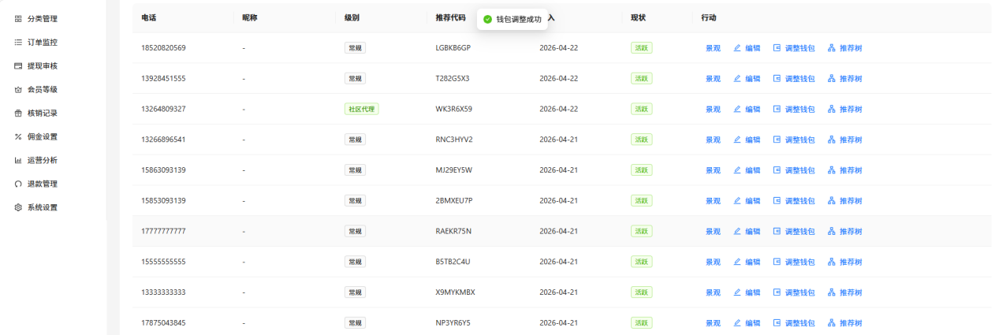 分类管理
订单监控
提现审核
会员等级
核销记录
佣金设置
运营分析
退款管理
系统设置
钱包调整成功
电话 昵称 级别 推荐代码 入 现状 行动
18520820569 - 常规 LGBKB6GP 2026-04-22 活跃 景观 编辑 调整钱包 推荐树
13928451555 - 常规 T282G5X3 2026-04-22 活跃 景观 编辑 调整钱包 推荐树
13264809327 - 社区代理 WK3R6X59 2026-04-22 活跃 景观 编辑 调整钱包 推荐树
13266896541 - 常规 RNC3HYV2 2026-04-21 活跃 景观 编辑 调整钱包 推荐树
15863093139 - 常规 MJ29EY5W 2026-04-21 活跃 景观 编辑 调整钱包 推荐树
15853093139 - 常规 2BMXEU7P 2026-04-21 活跃 景观 编辑 调整钱包 推荐树
17777777777 - 常规 RAEKR75N 2026-04-21 活跃 景观 编辑 调整钱包 推荐树
15555555555 - 常规 B5TB2C4U 2026-04-21 活跃 景观 编辑 调整钱包 推荐树
13333333333 - 常规 X9MYKMBX 2026-04-21 活跃 景观 编辑 调整钱包 推荐树
17875043845 - 常规 NP3YR6Y5 2026-04-21 活跃 景观 编辑 调整钱包 推荐树